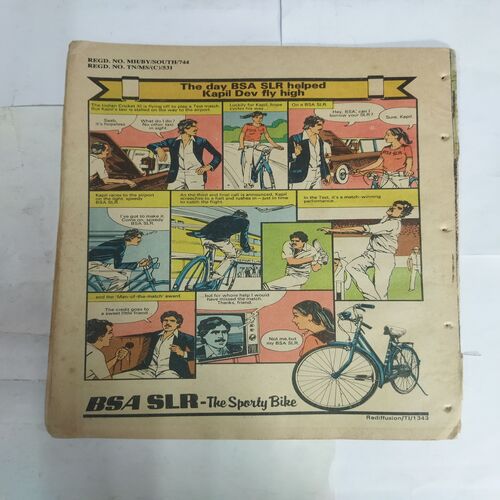 REGD. NO. MH/BY/SOUTH/744
REGD. NO. TN/MS/(C)/531
The day BSA SLR helped
Kapil Dev fly high
The Indian Cricket XI is flying off to play a Test match.
But Kapil's taxi is stalled on the way to the airport.
Saab,
it's hopeless
What do I do?
No other taxi
in sight.
Luckily for Kapil, hope
cycles his way...
On a BSA SLR.
Hey, BSA, can I
borrow your SLR?
Sure, Kapil.
Kapil races to the airport
on the light, speedy
BSA SLR.
I've got to make it.
Come on, speedy
BSA SLR.
As the third and final call is announced, Kapil
screeches to a halt and rushes in – just in time
to catch the flight.
In the Test, it's a match-winning
performance...
and the 'Man-of-the-match' award.
The credit goes to
a sweet little friend.
but for whose help I would
have missed the match.
Thanks, friend.
Not me, but
my BSA SLR.
BSA SLR - The Sporty Bike
Rediffusion/TI/1343